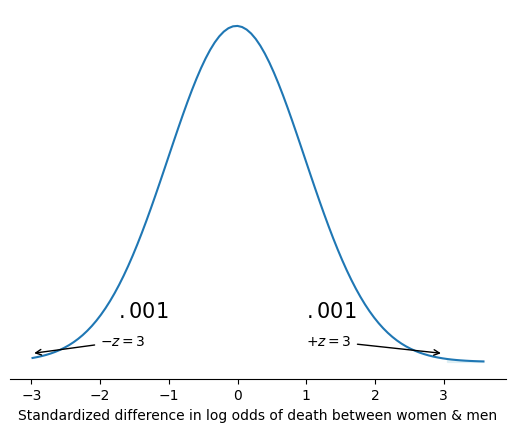 .001 .001
−z = 3 +z = 3
−3 −2 −1 0 1 2 3
Standardized difference in log odds of death between women & men